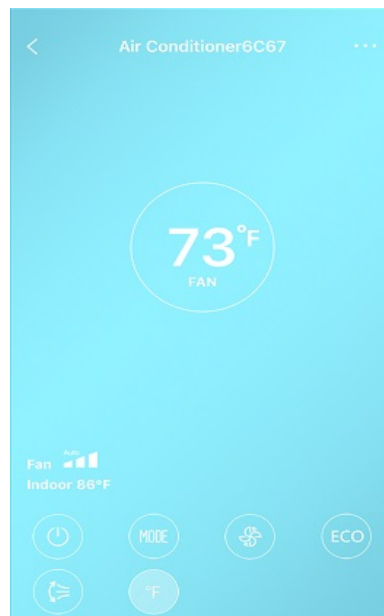 Air Conditioner6C67
73°F
FAN
Auto
Fan
Indoor 86°F
MODE
ECO
°F